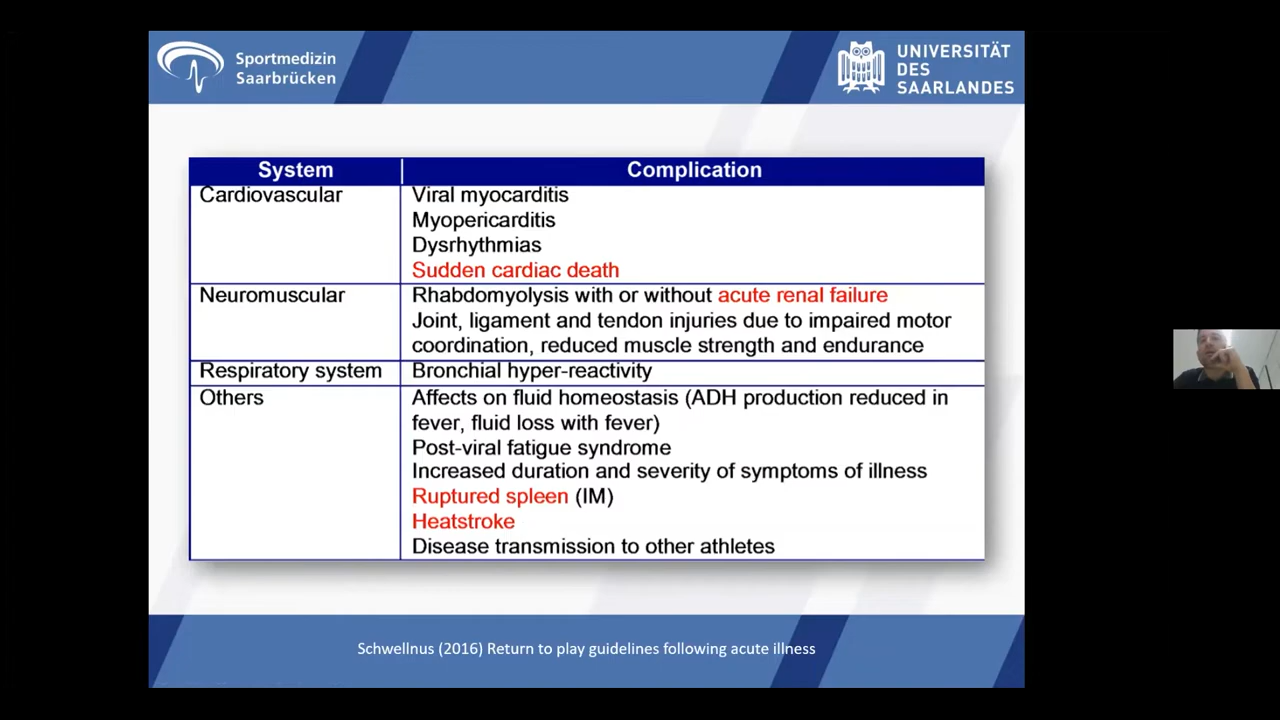 Sportmedizin
Saarbrücken
UNIVERSITÄT
DES
SAARLANDES
System
Complication
Cardiovascular
Viral myocarditis
Myopericarditis
Dysrhythmias
Sudden cardiac death
Neuromuscular
Rhabdomyolysis with or without acute renal failure
Joint, ligament and tendon injuries due to impaired motor
coordination, reduced muscle strength and endurance
Respiratory system
Bronchial hyper-reactivity
Others
Affects on fluid homeostasis (ADH production reduced in
fever, fluid loss with fever)
Post-viral fatigue syndrome
Increased duration and severity of symptoms of illness
Ruptured spleen (IM)
Heatstroke
Disease transmission to other athletes
Schwellnus (2016) Return to play guidelines following acute illness